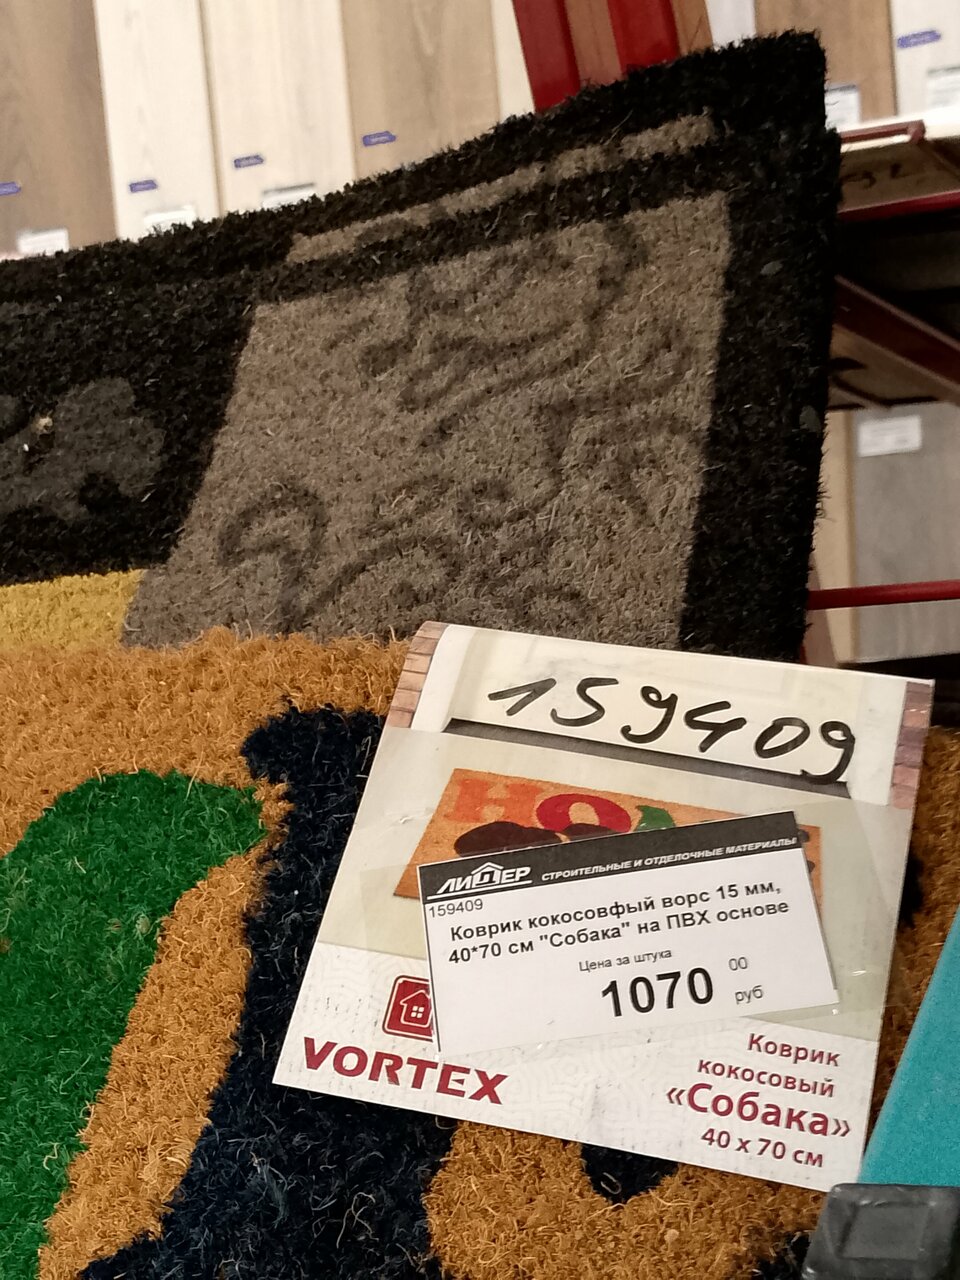 159409
HO
ЛИДЕР СТРОИТЕЛЬНЫЕ И ОТДЕЛОЧНЫЕ МАТЕРИАЛЫ
159409
Коврик кокосовфый ворс 15 мм,
40*70 см "Собака" на ПВХ основе
Цена за штука
1070 00
руб
VORTEX
Коврик
кокосовый
«Собака»
40 x 70 см